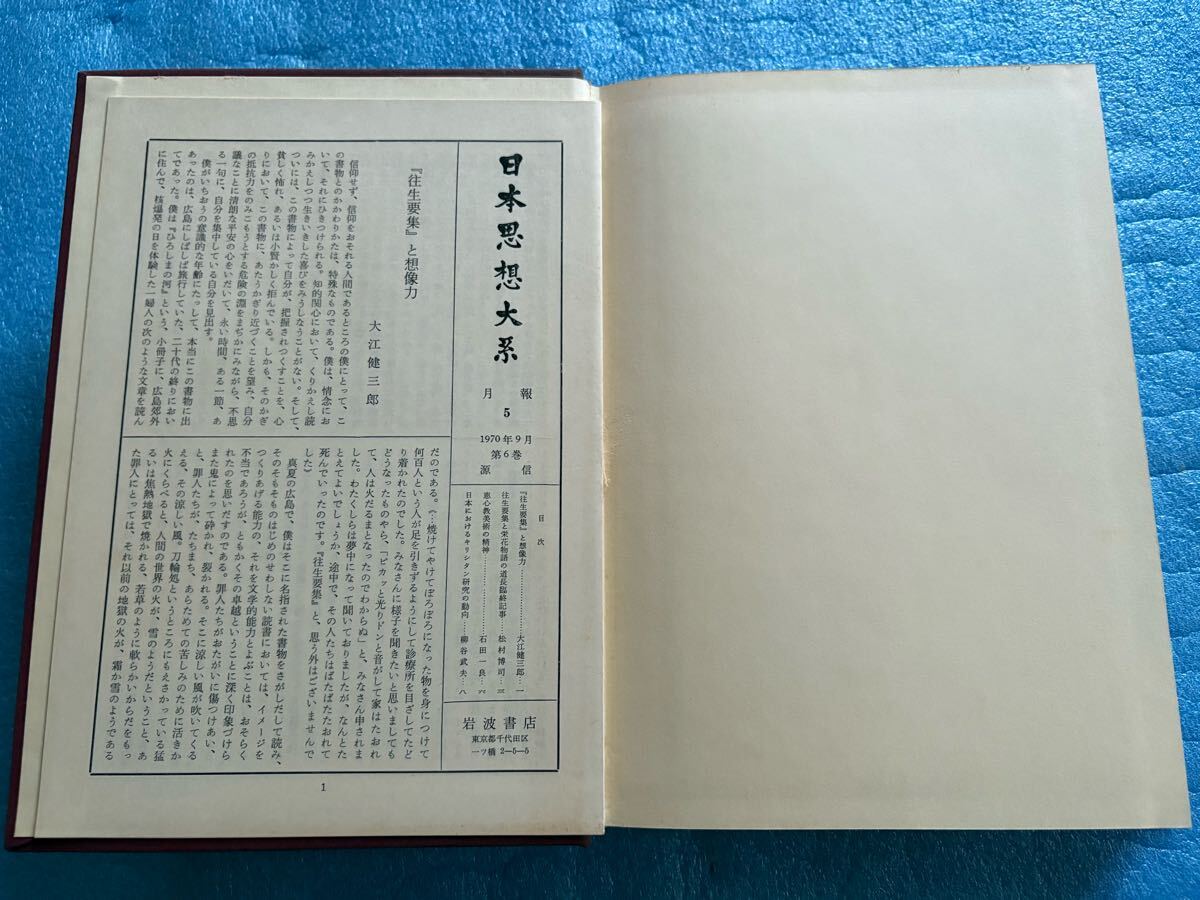 日本思想大系
月報
5
1970年9月
第6巻
源信
目次
『往生要集』と想像力……………大江健三郎…一
往生要集と栄花物語の道長臨終記事…松村博司…三
恵心教美術の精神……………石田一良…六
日本におけるキリシタン研究の動向……柳谷武夫…八
岩波書店
東京都千代田区
一ツ橋2―5―5
『往生要集』と想像力
大江健三郎
信仰せず、信仰をおそれる人間であるところの僕にとって、こ
の書物とのかかわりかたは、特殊なものである。僕は、情念にお
いて、それにひきつけられる。知的関心において、くりかえし読
みかえしつつ生きいきした喜びをみうしなうことがない。そして、
ついには、この書物によって自分が、把握されつくすことを、心
貧しく怖れ、あるいは小賢かしく拒んでいる。しかも、そのかぎ
りにおいて、この書物に、あたうかぎり近づくことを望み、自分
の抵抗力をのみこもうとする危険の淵をまぢかにみながら、不思
議なことに清朗な平安の心をいだいて、永い時間、ある一節、あ
る一句に、自分を集中している自分を見出す。
僕がいちおうの意識的な年齢にたっして、本当にこの書物に出
あったのは、広島にしばしば旅行していた、二十代の終りにおい
てであった。僕は『ひろしまの河』という、小冊子に、広島郊外
に住んで、核爆発の日を体験した一婦人の次のような文章を読ん
だのである。《…焼けてやけてぼろぼろになった物を身につけて
何百人という人が足を引きずるようにして診療所を目ざしてたど
り着かれたのでした。みなさんに様子を聞きたいと思いましても
どうなったものやら、「ピカッと光りドンと音がして家はたおれ
て、人は火だるまとなったのでわからぬ」と、みなさん申されま
した。わたくしらは夢中になって聞いておりましたが、なんとた
とえてよいでしょうか、途中で、その人たちはばたばたたおれて
死んでいったのです。『往生要集』と、思う外はございませんで
した》
真夏の広島で、僕はそこに名指された書物をさがしだして読み、
そのそもそものはじめのせわしない読書においては、イメージを
つくりあげる能力の、それを文学的能力とよぶことは、おそらく
不当であろうが、ともかくその卓越ということに深く印象づけら
れたのを思いだすのである。罪人たちがおたがいに傷つけあい、
また鬼によって砕かれ、裂かれる。そこに涼しい風が吹いてくる
と、罪人たちが、たちまち、あらための苦しみのために活きか
える、その涼しい風。刀輪処というところにもえさかっている猛
火にくらべると、人間の世界の火が、雪のようだということ、あ
るいは焦熱地獄で焼かれる、若草のように軟らかいからだをもっ
た罪人にとっては、それ以前の地獄の火が、霜か雪のようである
1